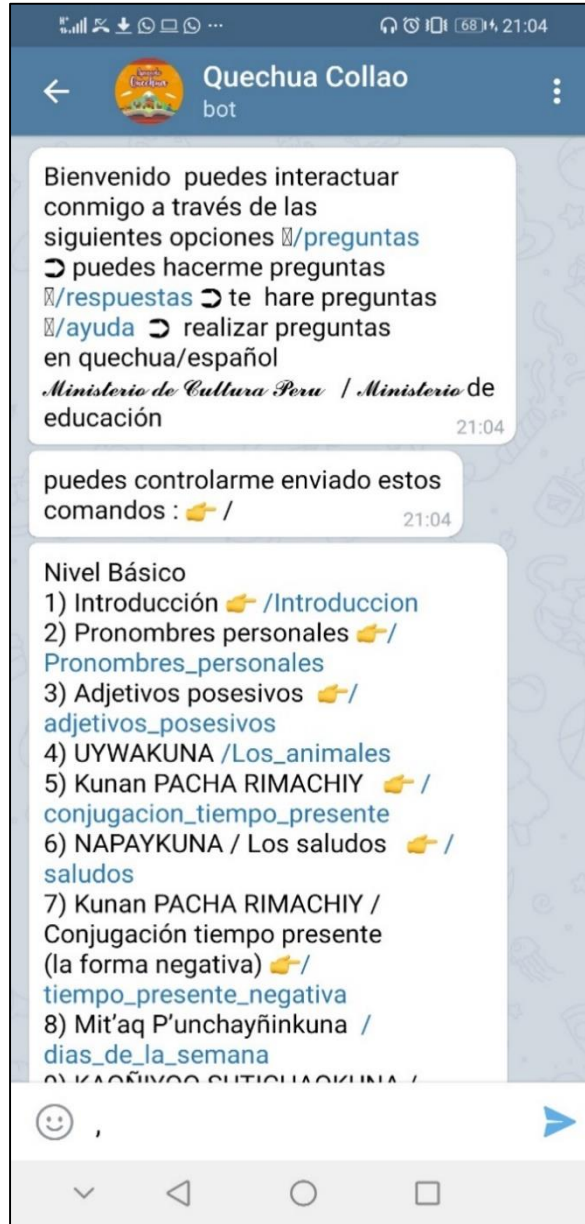 68 21:04
Quechua Collao
bot
Bienvenido puedes interactuar
conmigo a través de las
siguientes opciones /preguntas
➲ puedes hacerme preguntas
/respuestas ➲ te hare preguntas
/ayuda ➲ realizar preguntas
en quechua/español
𝓜𝓲𝓷𝓲𝓼𝓽𝓮𝓻𝓲𝓸 𝓭𝓮 𝓒𝓾𝓵𝓽𝓾𝓻𝓪 𝓟𝓮𝓻𝓾 / 𝓜𝓲𝓷𝓲𝓼𝓽𝓮𝓻𝓲𝓸 de
educación
21:04
puedes controlarme enviado estos
comandos : 👉 /
21:04
Nivel Básico
1) Introducción 👉 /Introduccion
2) Pronombres personales 👉/
Pronombres_personales
3) Adjetivos posesivos 👉/
adjetivos_posesivos
4) UYWAKUNA /Los_animales
5) Kunan PACHA RIMACHIY 👉 /
conjugacion_tiempo_presente
6) NAPAYKUNA / Los saludos 👉 /
saludos
7) Kunan PACHA RIMACHIY /
Conjugación tiempo presente
(la forma negativa) 👉/
tiempo_presente_negativa
8) Mit'aq P'unchayñinkuna /
dias_de_la_semana
,